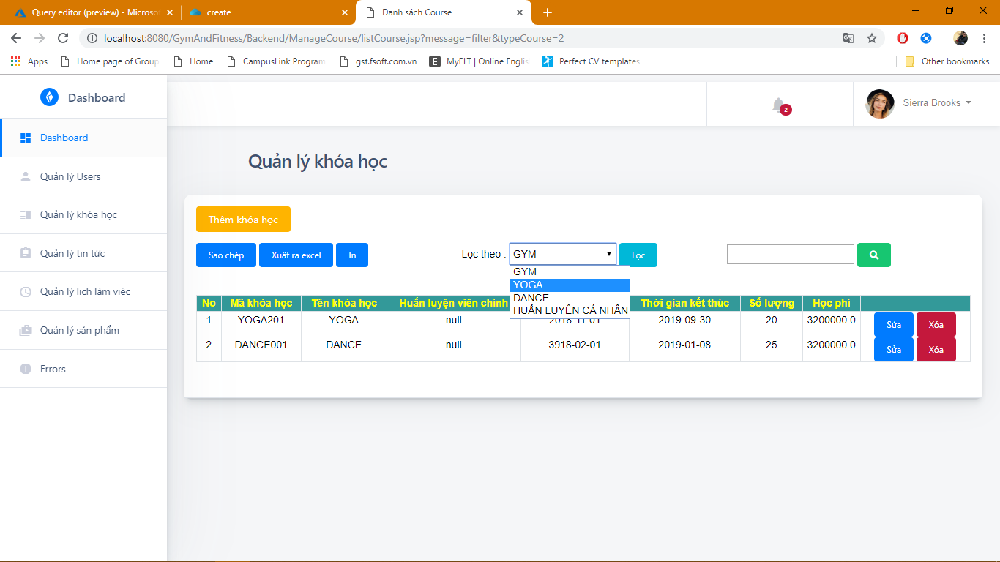 Query editor (preview) - Microso
create
Danash sách Course
localhost:8080/GymAndFitness/Backend/ManageCourse/listCourse.jsp?message=filter&typeCourse=2
Apps Home page of Group Home CampusLink Program gst.fsoft.com.vn E MyELT | Online Englis Perfect CV templates Other bookmarks
Dashboard
2 Sierra Brooks
Dashboard
Quản lý Users
Quản lý khóa học
Quản lý tin tức
Quản lý lịch làm việc
Quản lý sản phẩm
Errors
Quản lý khóa học
Thêm khóa học
Sao chép Xuất ra excel In Lọc theo : GYM Lọc
GYM
YOGA
DANCE
HUẤN LUYỆN CÁ NHÂN
No Mã khóa học Tên khóa học Huấn luyện viên chính Thời gian kết thúc Số lượng Học phí
1 YOGA201 YOGA null 2018-11-01 2019-09-30 20 3200000.0 Sửa Xóa
2 DANCE001 DANCE null 3918-02-01 2019-01-08 25 3200000.0 Sửa Xóa